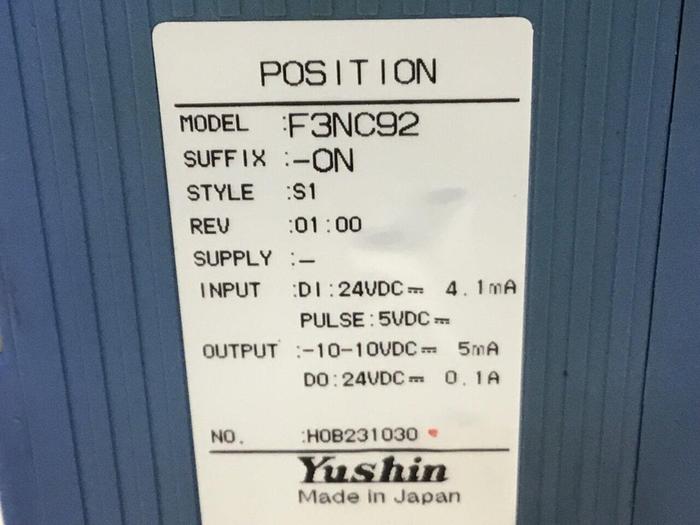 POSITION
MODEL :F3NC92
SUFFIX :-ON
STYLE :S1
REV :01:00
SUPPLY :-
INPUT :DI:24VDC⎓ 4.1mA
PULSE:5VDC⎓
OUTPUT :-10-10VDC⎓ 5mA
DO:24VDC⎓ 0.1A
NO. :H0B231030
Yushin
Made in Japan